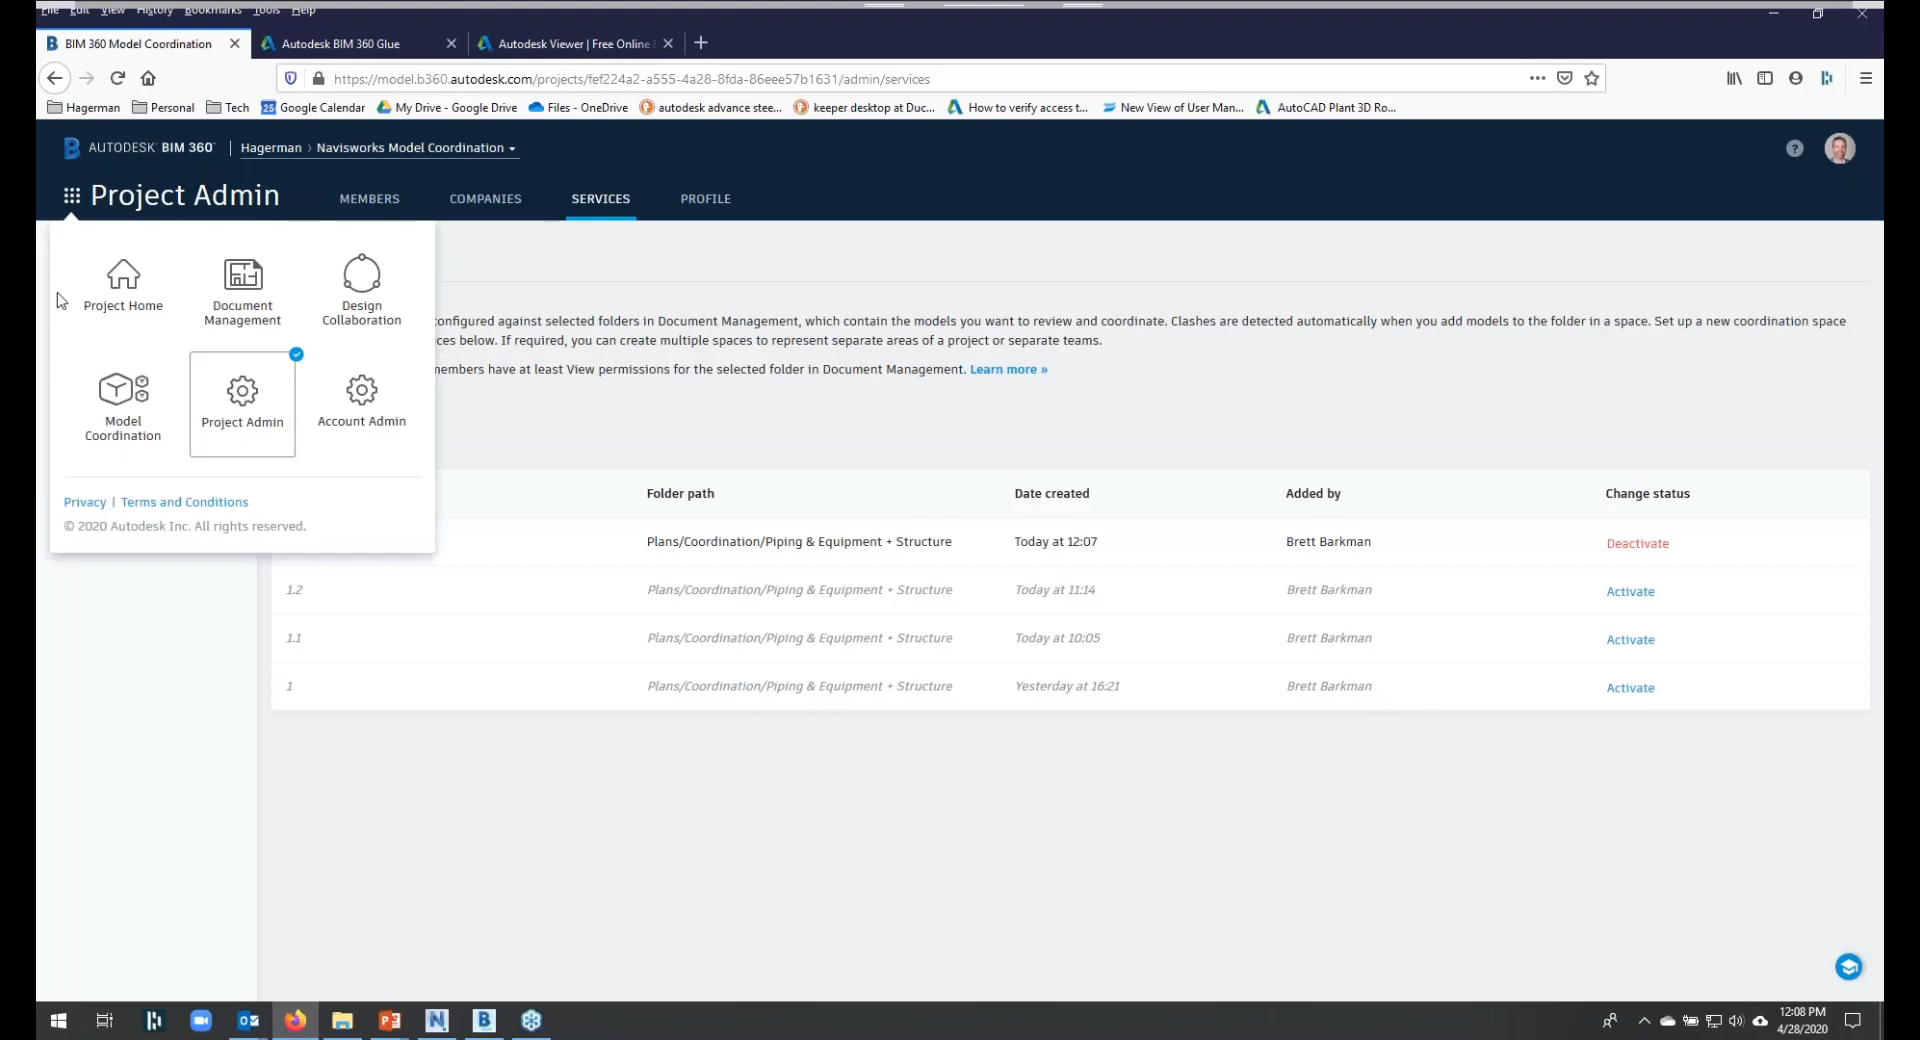 File Edit View History Bookmarks Tools Help
BIM 360 Model Coordination
Autodesk BIM 360 Glue
Autodesk Viewer | Free Online
https://model.b360.autodesk.com/projects/fef224a2-a555-4a28-8fda-86eee57b1631/admin/services
Hagerman Personal Tech Google Calendar My Drive - Google Drive Files - OneDrive autodesk advance stee... keeper desktop at Duc... How to verify access t... New View of User Man... AutoCAD Plant 3D Ro...
AUTODESK BIM 360 Hagerman › Navisworks Model Coordination
Project Admin MEMBERS COMPANIES SERVICES PROFILE
Project Home
Document Management
Design Collaboration
Model Coordination
Project Admin
Account Admin
Privacy | Terms and Conditions
© 2020 Autodesk Inc. All rights reserved.
configured against selected folders in Document Management, which contain the models you want to review and coordinate. Clashes are detected automatically when you add models to the folder in a space. Set up a new coordination space
ces below. If required, you can create multiple spaces to represent separate areas of a project or separate teams.
members have at least View permissions for the selected folder in Document Management. Learn more »
Folder path Date created Added by Change status
Plans/Coordination/Piping & Equipment + Structure Today at 12:07 Brett Barkman Deactivate
1.2 Plans/Coordination/Piping & Equipment + Structure Today at 11:14 Brett Barkman Activate
1.1 Plans/Coordination/Piping & Equipment + Structure Today at 10:05 Brett Barkman Activate
1 Plans/Coordination/Piping & Equipment + Structure Yesterday at 16:21 Brett Barkman Activate
12:08 PM
4/28/2020